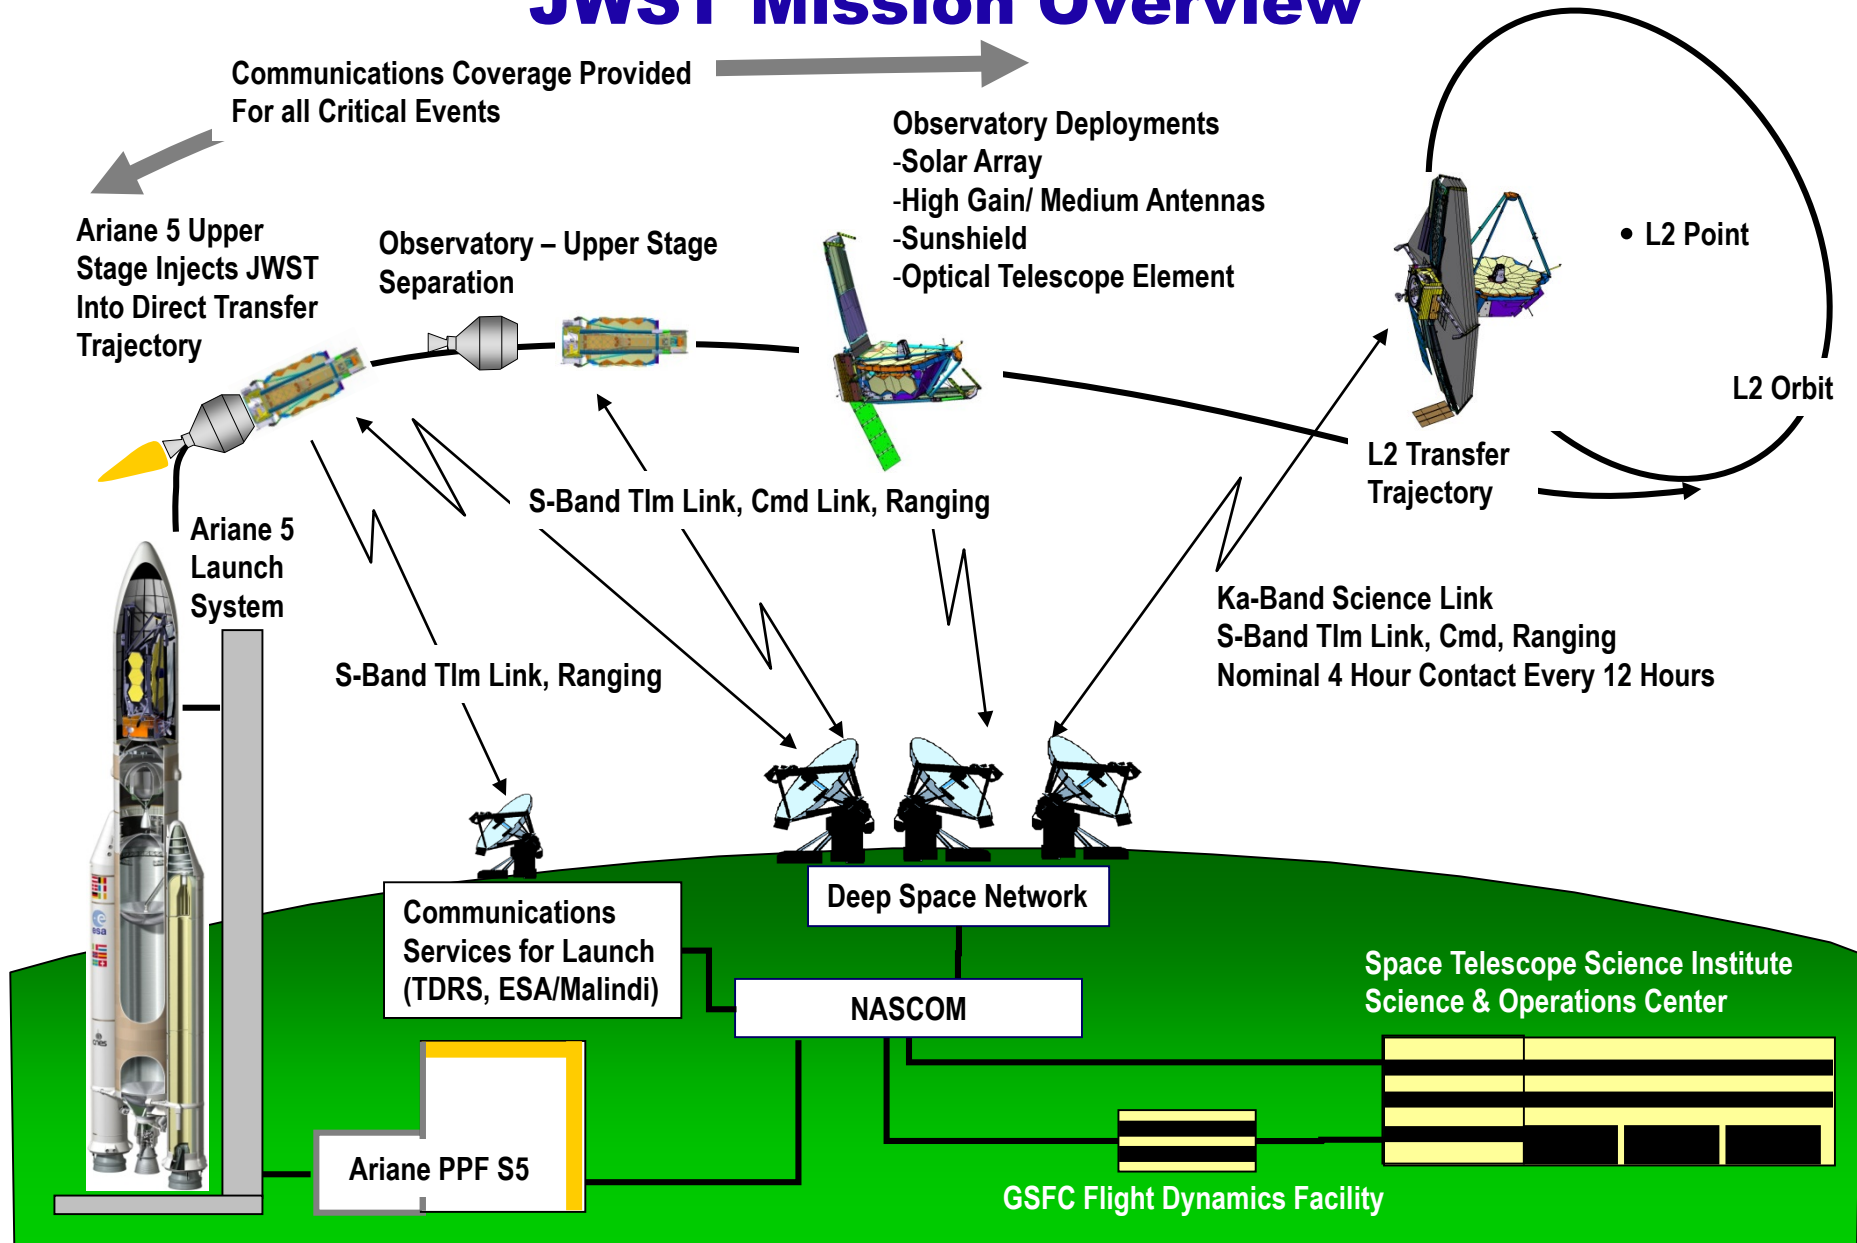 JWST Mission Overview
Communications Coverage Provided
For all Critical Events
Observatory Deployments
-Solar Array
-High Gain/ Medium Antennas
-Sunshield
-Optical Telescope Element
Ariane 5 Upper
Stage Injects JWST
Into Direct Transfer
Trajectory
Observatory – Upper Stage
Separation
• L2 Point
L2 Orbit
L2 Transfer
Trajectory
S-Band Tlm Link, Cmd Link, Ranging
Ariane 5
Launch
System
Ka-Band Science Link
S-Band Tlm Link, Cmd, Ranging
Nominal 4 Hour Contact Every 12 Hours
S-Band Tlm Link, Ranging
Deep Space Network
Communications
Services for Launch
(TDRS, ESA/Malindi)
esa
cnes
NASCOM
Space Telescope Science Institute
Science & Operations Center
Ariane PPF S5
GSFC Flight Dynamics Facility